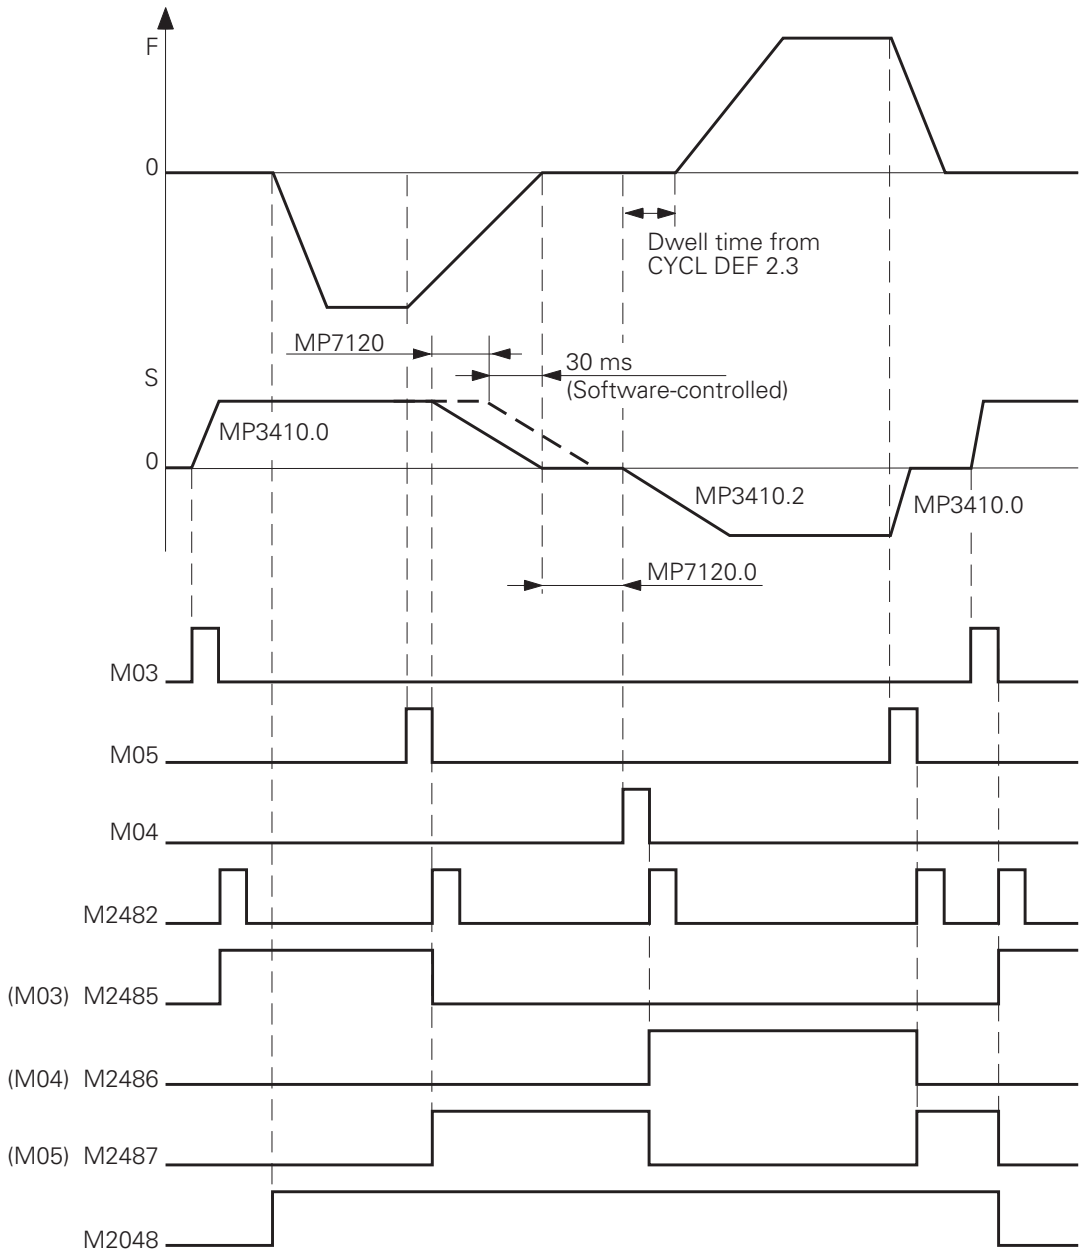 F
0
Dwell time from
CYCL DEF 2.3
MP7120
30 ms
(Software-controlled)
S
MP3410.0
0
MP3410.2
MP3410.0
MP7120.0
M03
M05
M04
M2482
(M03) M2485
(M04) M2486
(M05) M2487
M2048